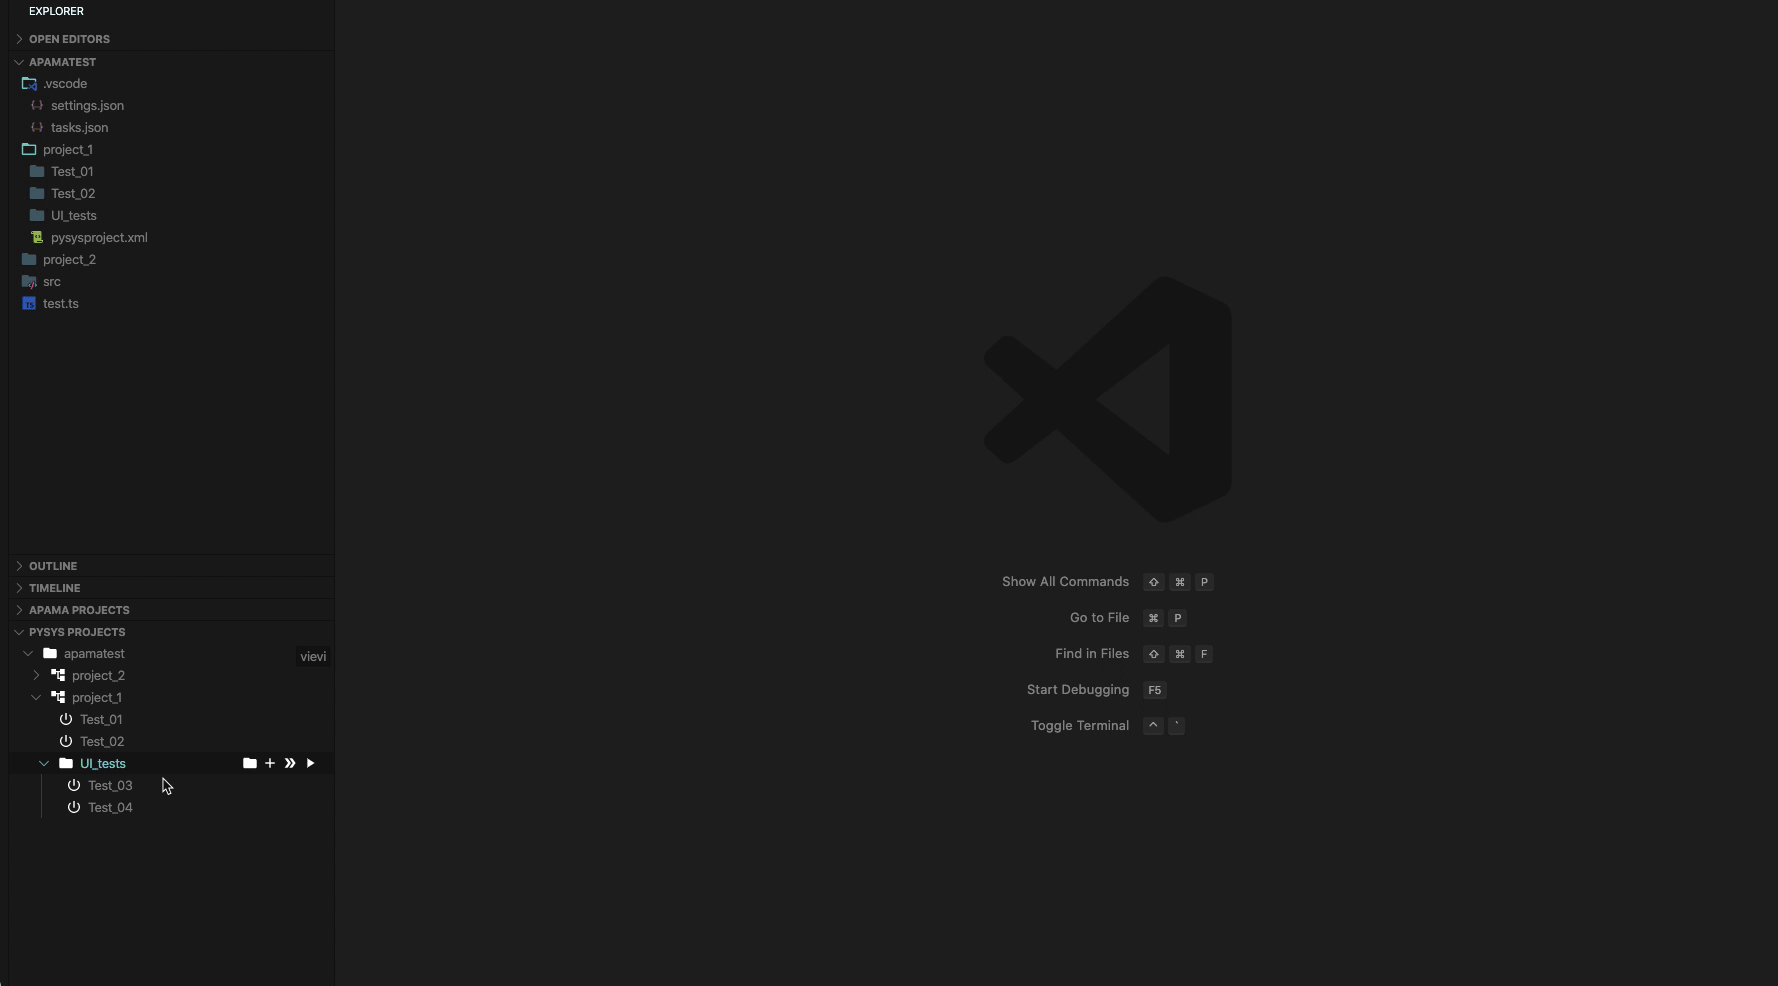 EXPLORER
OPEN EDITORS
APAMATEST
.vscode
settings.json
tasks.json
project_1
Test_01
Test_02
UI_tests
pysysproject.xml
project_2
src
test.ts
OUTLINE
TIMELINE
APAMA PROJECTS
PYSYS PROJECTS
apamatest
vievi
project_2
project_1
Test_01
Test_02
UI_tests
Test_03
Test_04
Show All Commands ⇧ ⌘ P
Go to File ⌘ P
Find in Files ⇧ ⌘ F
Start Debugging F5
Toggle Terminal ^ `